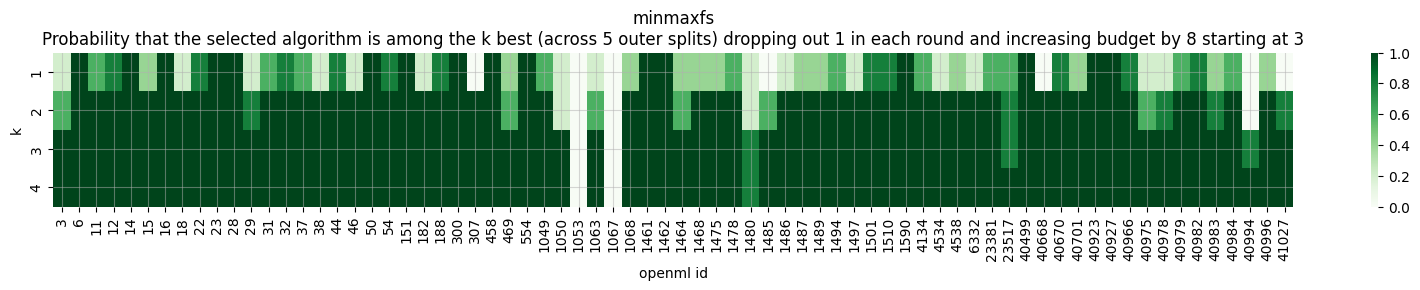 minmaxfs
Probability that the selected algorithm is among the k best (across 5 outer splits) dropping out 1 in each round and increasing budget by 8 starting at 3
k
1
2
3
4
3 6 11 12 14 15 16 18 22 23 28 29 31 32 37 38 44 46 50 54 151 182 188 300 307 458 469 554 1049 1050 1053 1063 1067 1068 1461 1462 1464 1468 1475 1478 1480 1485 1486 1487 1489 1494 1497 1501 1510 1590 4134 4534 4538 6332 23381 23517 40499 40668 40670 40701 40923 40927 40966 40975 40978 40979 40982 40983 40984 40994 40996 41027
openml id
1.0
0.8
0.6
0.4
0.2
0.0